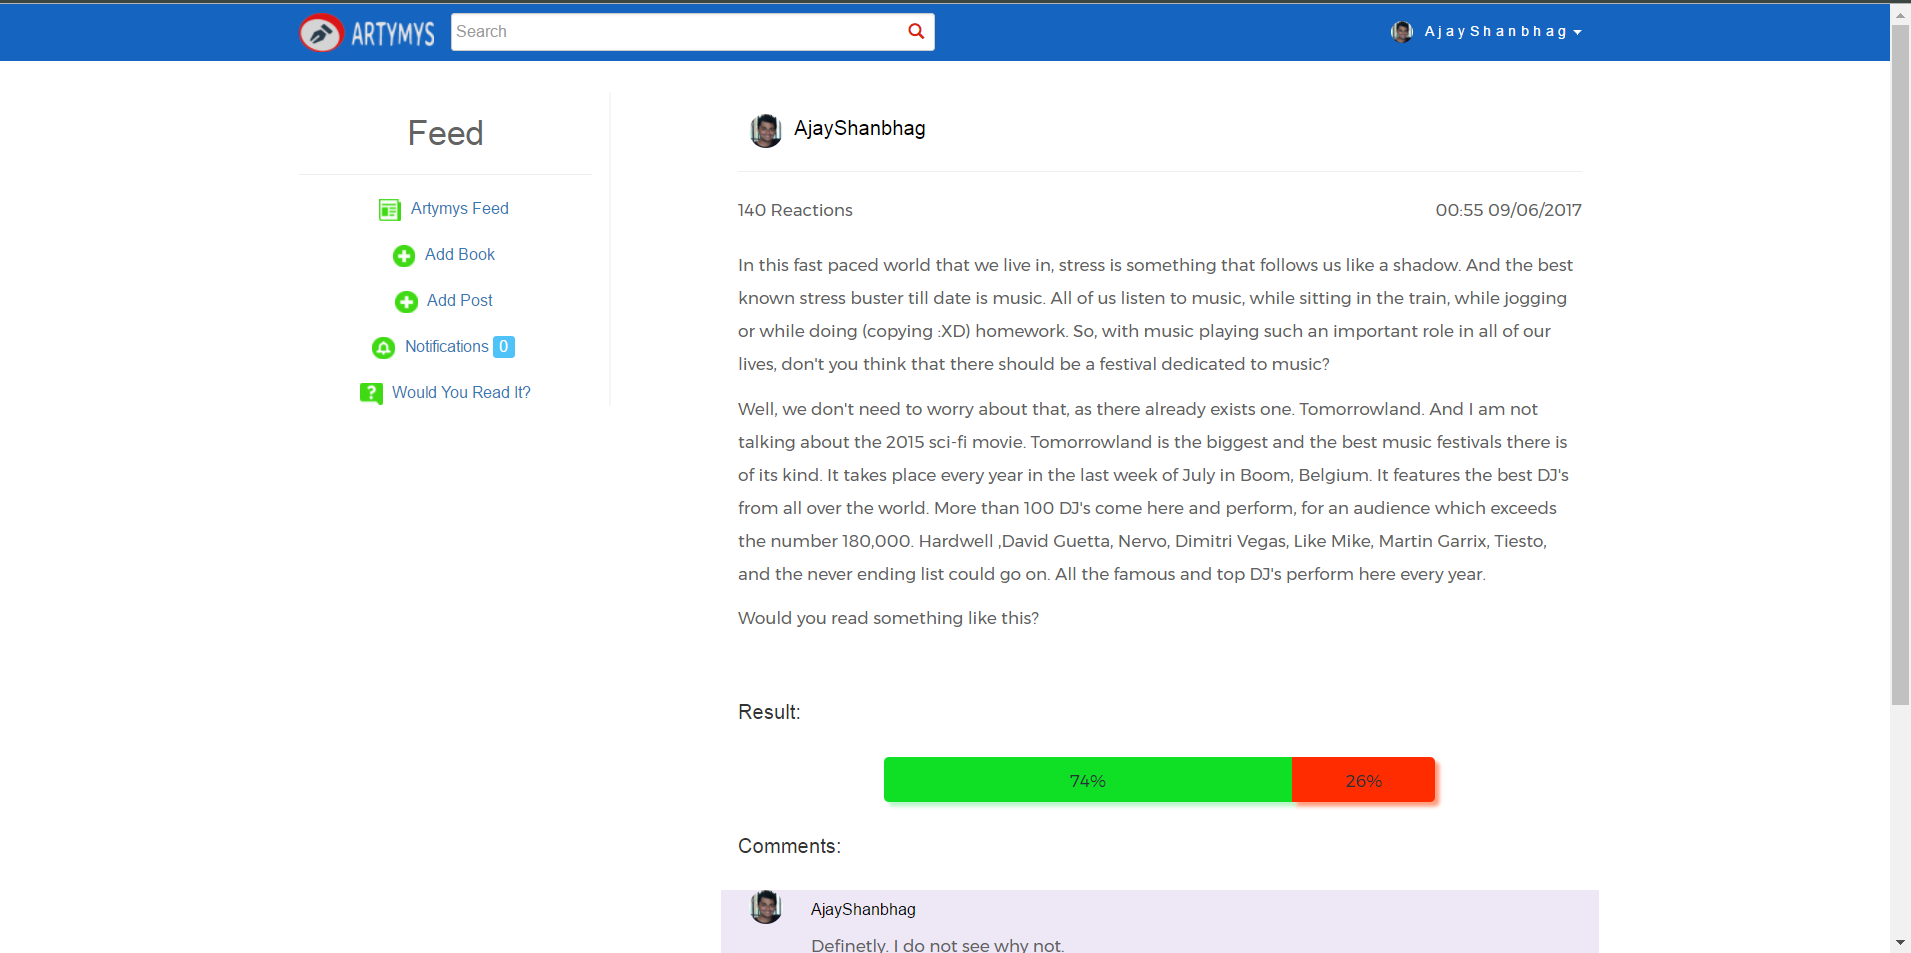 ARTYMYS
Search
AjayShanbhag
Feed
Artymys Feed
Add Book
Add Post
Notifications 0
? Would You Read It?
AjayShanbhag
140 Reactions
00:55 09/06/2017
In this fast paced world that we live in, stress is something that follows us like a shadow. And the best
known stress buster till date is music. All of us listen to music, while sitting in the train, while jogging
or while doing (copying :XD) homework. So, with music playing such an important role in all of our
lives, don't you think that there should be a festival dedicated to music?
Well, we don't need to worry about that, as there already exists one. Tomorrowland. And I am not
talking about the 2015 sci-fi movie. Tomorrowland is the biggest and the best music festivals there is
of its kind. It takes place every year in the last week of July in Boom, Belgium. It features the best DJ's
from all over the world. More than 100 DJ's come here and perform, for an audience which exceeds
the number 180,000. Hardwell ,David Guetta, Nervo, Dimitri Vegas, Like Mike, Martin Garrix, Tiesto,
and the never ending list could go on. All the famous and top DJ's perform here every year.
Would you read something like this?
Result:
74%
26%
Comments:
AjayShanbhag
Definetly. I do not see why not.